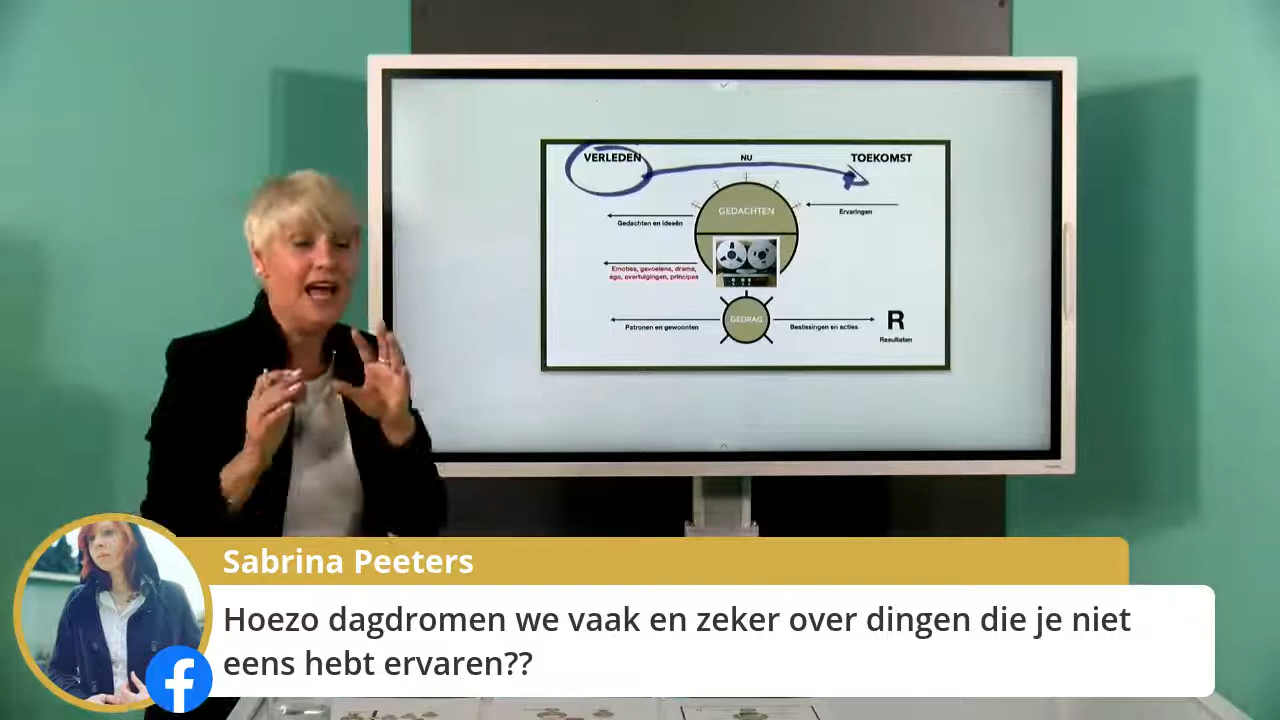 VERLEDEN
NU
TOEKOMST
GEDACHTEN
Ervaringen
Gedachten en ideeën
Emoties, gevoelens, drama,
ego, overtuigingen, principes
GEDRAG
Patronen en gewoonten
Beslissingen en acties
R
Resultaten
Sabrina Peeters
Hoezo dagdromen we vaak en zeker over dingen die je niet
eens hebt ervaren??